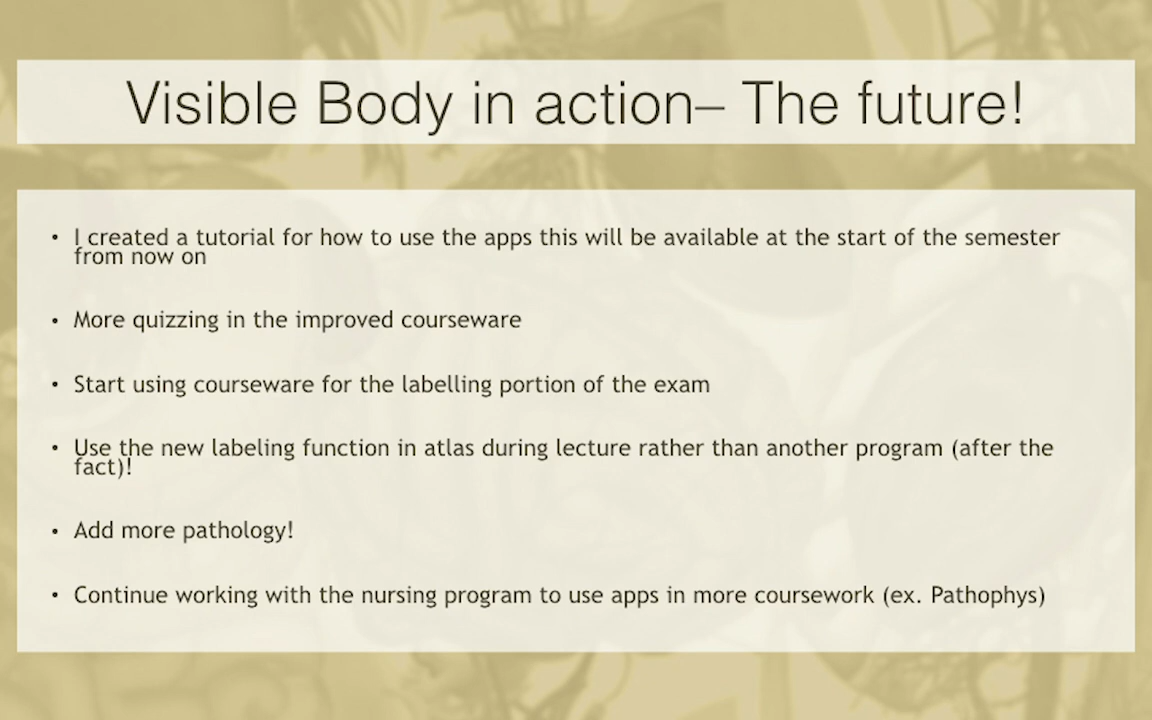 Visible Body in action– The future!
• I created a tutorial for how to use the apps this will be available at the start of the semester
from now on
• More quizzing in the improved courseware
• Start using courseware for the labelling portion of the exam
• Use the new labeling function in atlas during lecture rather than another program (after the
fact)!
• Add more pathology!
• Continue working with the nursing program to use apps in more coursework (ex. Pathophys)